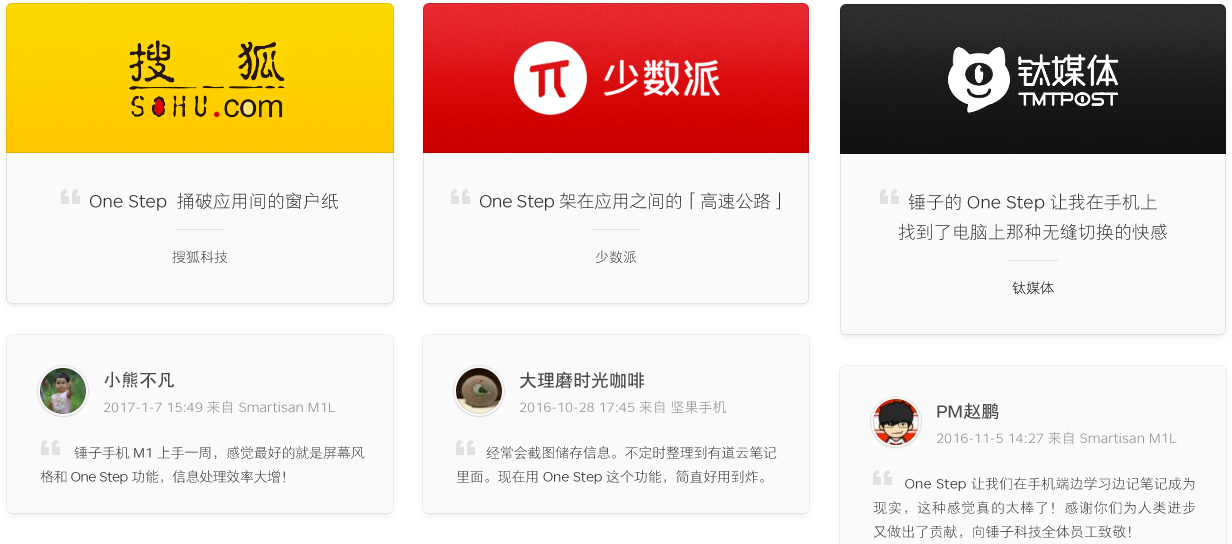 搜狐
SOHU.com
One Step 捅破应用间的窗户纸
搜狐科技
小熊不凡
2017-1-7 15:49 来自 Smartisan M1L
锤子手机 M1 上手一周，感觉最好的就是屏幕风
格和 One Step 功能，信息处理效率大增！
少数派
One Step 架在应用之间的「高速公路」
少数派
大理磨时光咖啡
2016-10-28 17:45 来自 坚果手机
经常会截图储存信息。不定时整理到有道云笔记
里面。现在用 One Step 这个功能，简直好用到炸。
钛媒体
TMTPOST
锤子的 One Step 让我在手机上
找到了电脑上那种无缝切换的快感
钛媒体
PM赵鹏
2016-11-5 14:27 来自 Smartisan M1L
One Step 让我们在手机端边学习边记笔记成为
现实，这种感觉真的太棒了！感谢你们为人类进步
又做出了贡献，向锤子科技全体员工致敬！